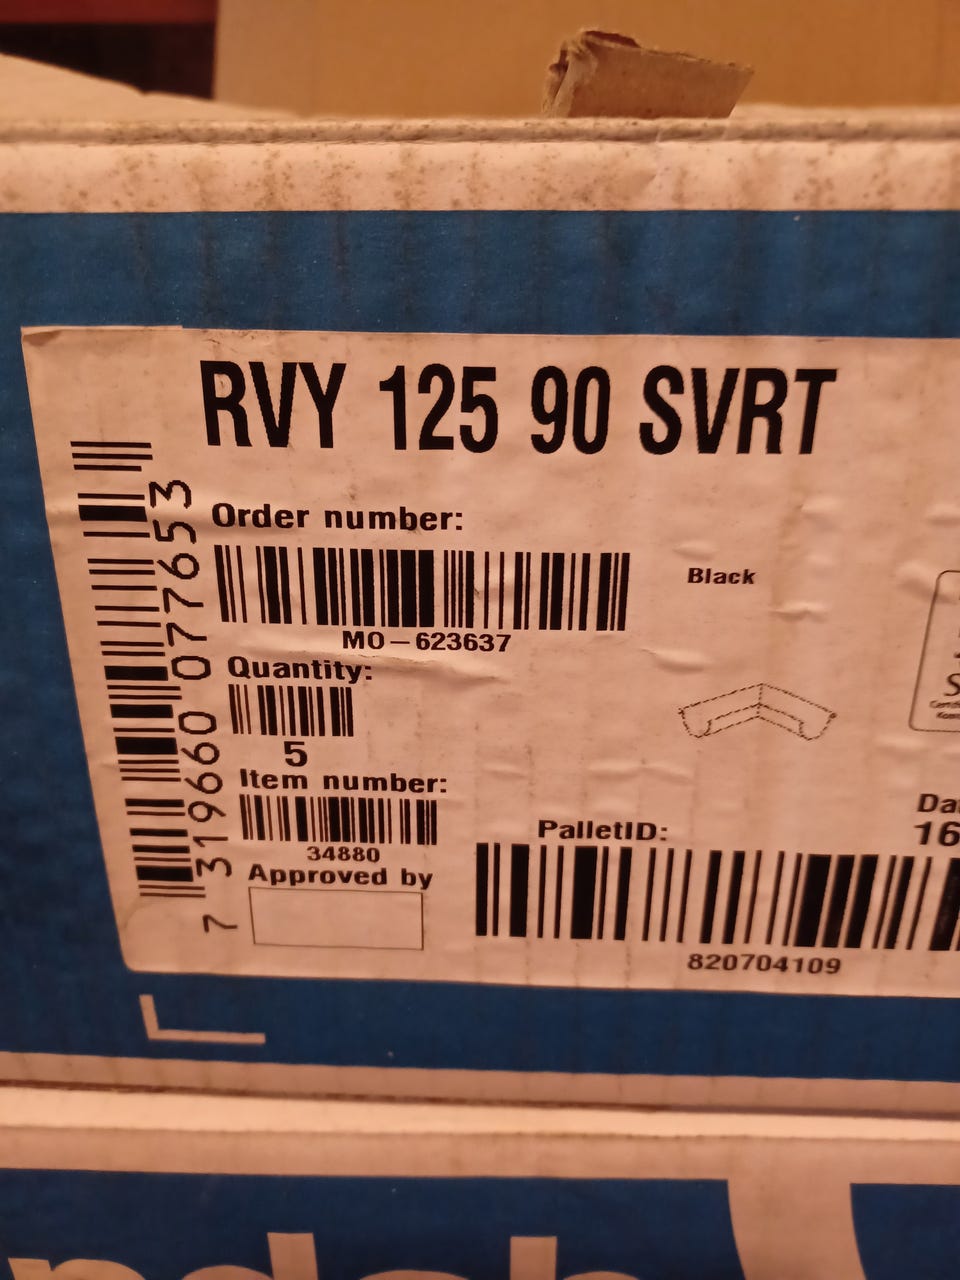 RVY 125 90 SVRT
Order number:
MO-623637
Black
Quantity:
5
Item number:
34880
Approved by
PalletID:
820704109
16
7 319660 077653